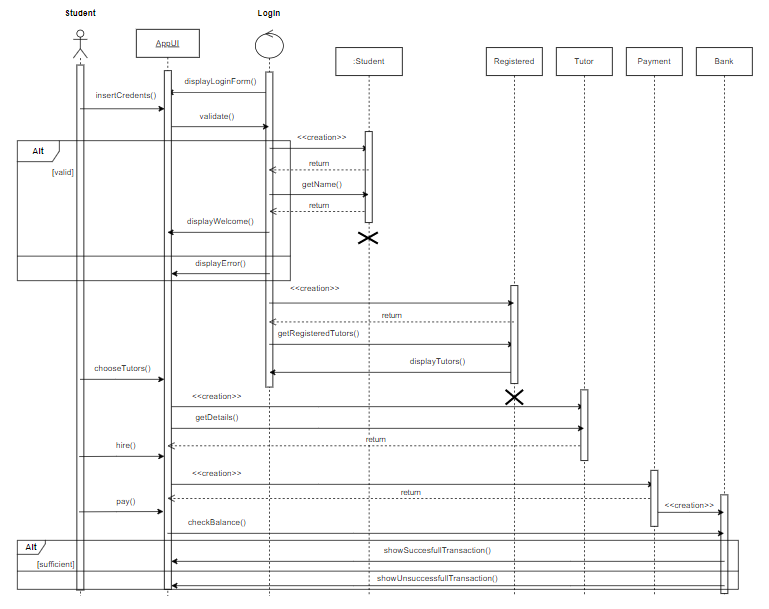 Student
Login
AppUI
:Student
Registered
Tutor
Payment
Bank
displayLoginForm()
insertCredents()
validate()
<<creation>>
Alt
return
[valid]
getName()
return
displayWelcome()
displayError()
<<creation>>
return
getRegisteredTutors()
displayTutors()
chooseTutors()
<<creation>>
getDetails()
return
hire()
<<creation>>
return
pay()
<<creation>>
checkBalance()
Alt
showSuccesfullTransaction()
[sufficient]
showUnsuccessfullTransaction()